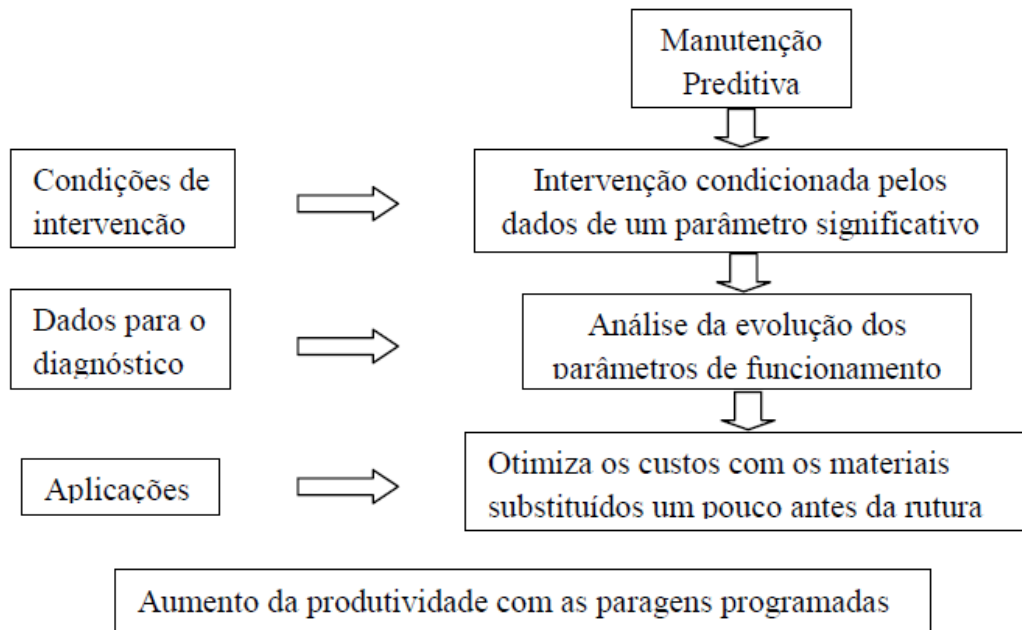 Manutenção
Preditiva
Condições de
intervenção
Intervenção condicionada pelos
dados de um parâmetro significativo
Dados para o
diagnóstico
Análise da evolução dos
parâmetros de funcionamento
Aplicações
Otimiza os custos com os materiais
substituídos um pouco antes da rutura
Aumento da produtividade com as paragens programadas